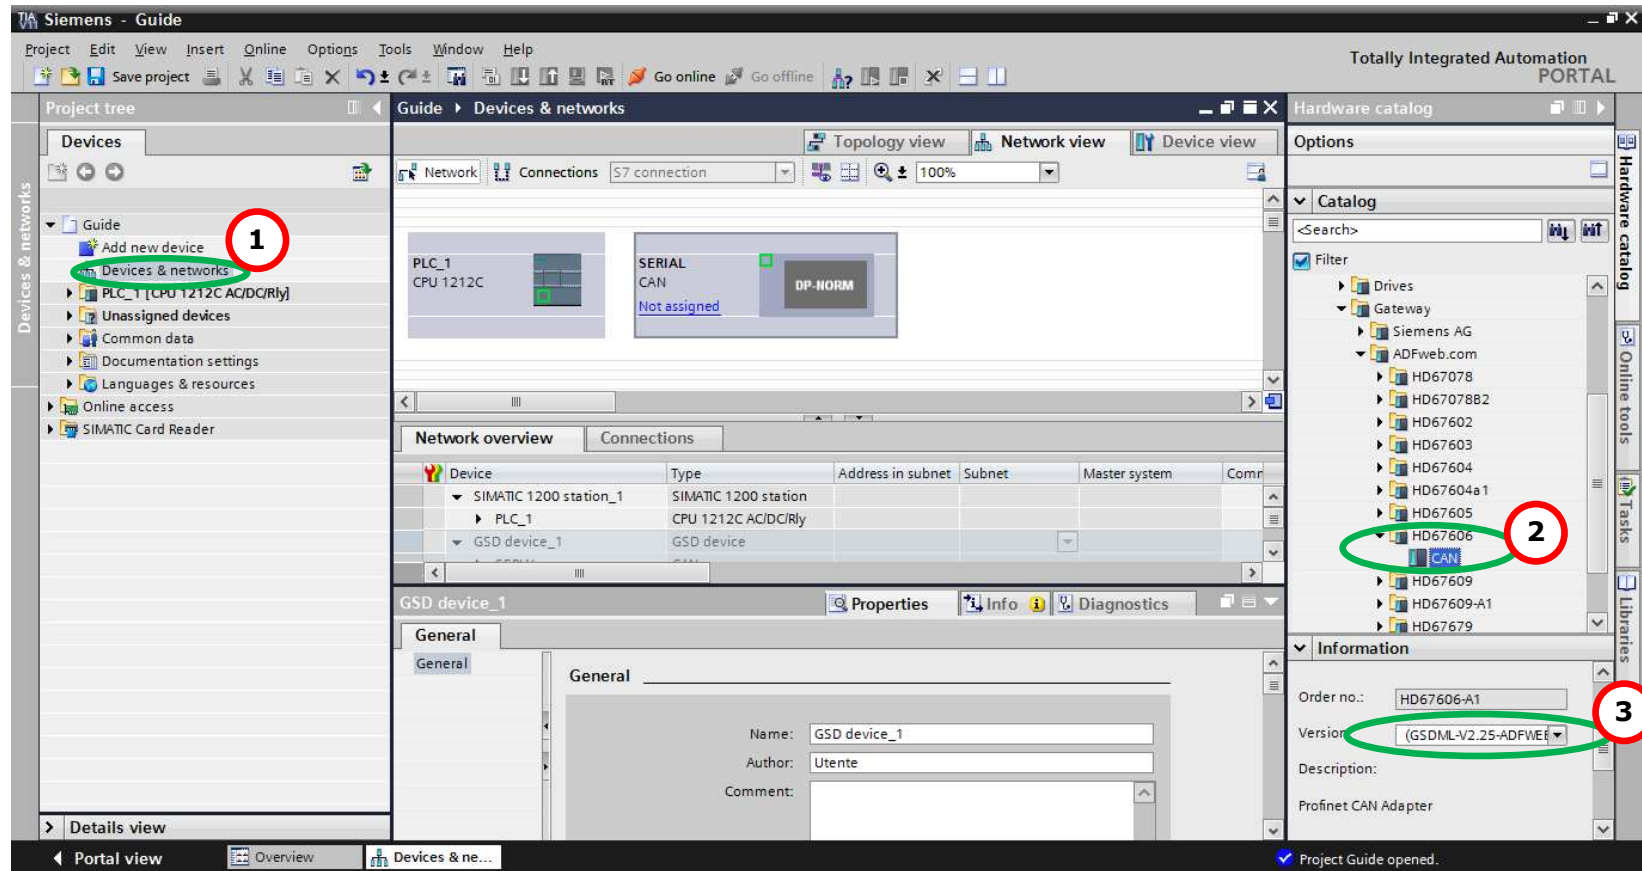 Siemens - Guide
Project Edit View Insert Online Options Tools Window Help
Totally Integrated Automation
PORTAL
Save project
Go online
Go offline
Project tree
Devices
Devices & networks
Guide
Add new device
1
Devices & networks
PLC_1 [CPU 1212C AC/DC/Rly]
Unassigned devices
Common data
Documentation settings
Languages & resources
Online access
SIMATIC Card Reader
Details view
Guide Devices & networks
Topology view Network view Device view
Network Connections S7 connection 100%
PLC_1
CPU 1212C
SERIAL
CAN
Not assigned
DP-NORM
Network overview Connections
Device Type Address in subnet Subnet Master system
SIMATIC 1200 station_1 SIMATIC 1200 station
PLC_1 CPU 1212C AC/DC/Rly
GSD device_1 GSD device
GSD device_1
Properties Info Diagnostics
General
General
General
Name: GSD device_1
Author: Utente
Comment:
Hardware catalog
Options
Catalog
<Search>
Filter
Drives
Gateway
Siemens AG
ADFweb.com
HD67078
HD67078B2
HD67602
HD67603
HD67604
HD67604a1
HD67605
HD67606
2
CAN
HD67609
HD67609-A1
HD67679
Information
Order no.: HD67606-A1
3
Version (GSDML-V2.25-ADFWEE
Description:
Profinet CAN Adapter
Hardware catalog
Online tools
Tasks
Libraries
Portal view Overview Devices & ne...
Project Guide opened.